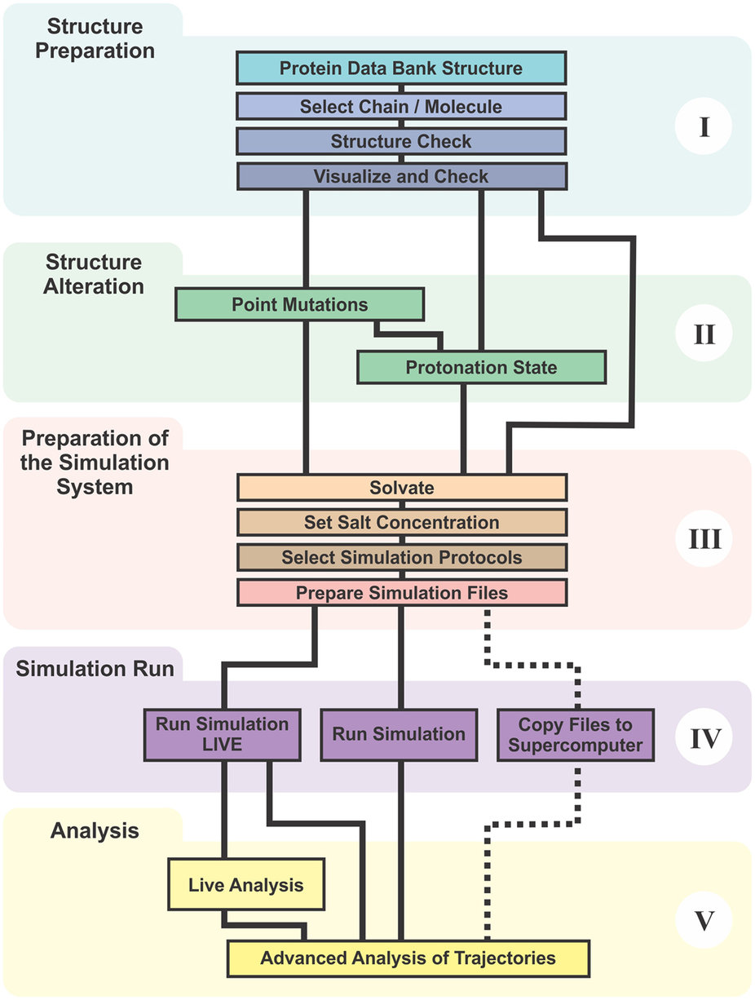 Structure
Preparation
Protein Data Bank Structure
Select Chain / Molecule
Structure Check
Visualize and Check
I
Structure
Alteration
Point Mutations
Protonation State
II
Preparation of
the Simulation
System
Solvate
Set Salt Concentration
Select Simulation Protocols
Prepare Simulation Files
III
Simulation Run
Run Simulation
LIVE
Run Simulation
Copy Files to
Supercomputer
IV
Analysis
Live Analysis
Advanced Analysis of Trajectories
V